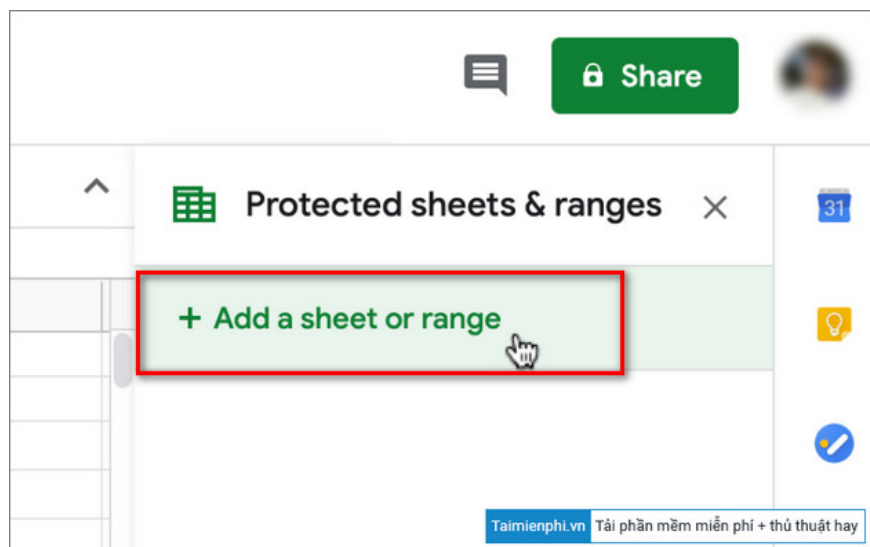 Share
Protected sheets & ranges
31
+ Add a sheet or range
Taimienphi.vn Tải phần mềm miễn phí + thủ thuật hay